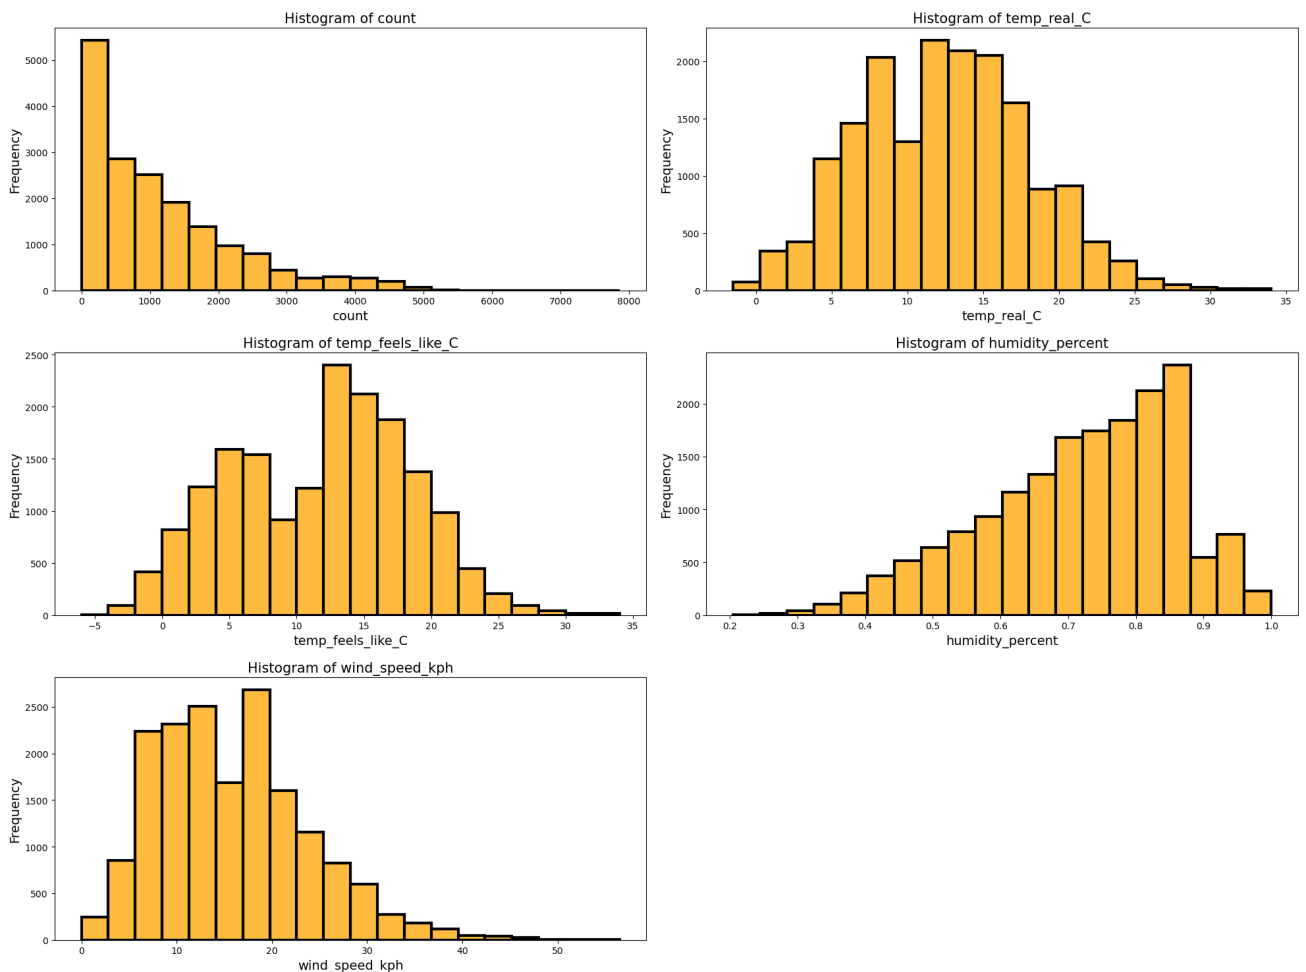 Histogram of count
Frequency
5000
4000
3000
2000
1000
0
0 1000 2000 3000 4000 5000 6000 7000 8000
count
Histogram of temp_real_C
Frequency
2000
1500
1000
500
0
0 5 10 15 20 25 30 35
temp_real_C
Histogram of temp_feels_like_C
Frequency
2500
2000
1500
1000
500
0
−5 0 5 10 15 20 25 30 35
temp_feels_like_C
Histogram of humidity_percent
Frequency
2000
1500
1000
500
0
0.2 0.3 0.4 0.5 0.6 0.7 0.8 0.9 1.0
humidity_percent
Histogram of wind_speed_kph
Frequency
2500
2000
1500
1000
500
0
0 10 20 30 40 50
wind_speed_kph